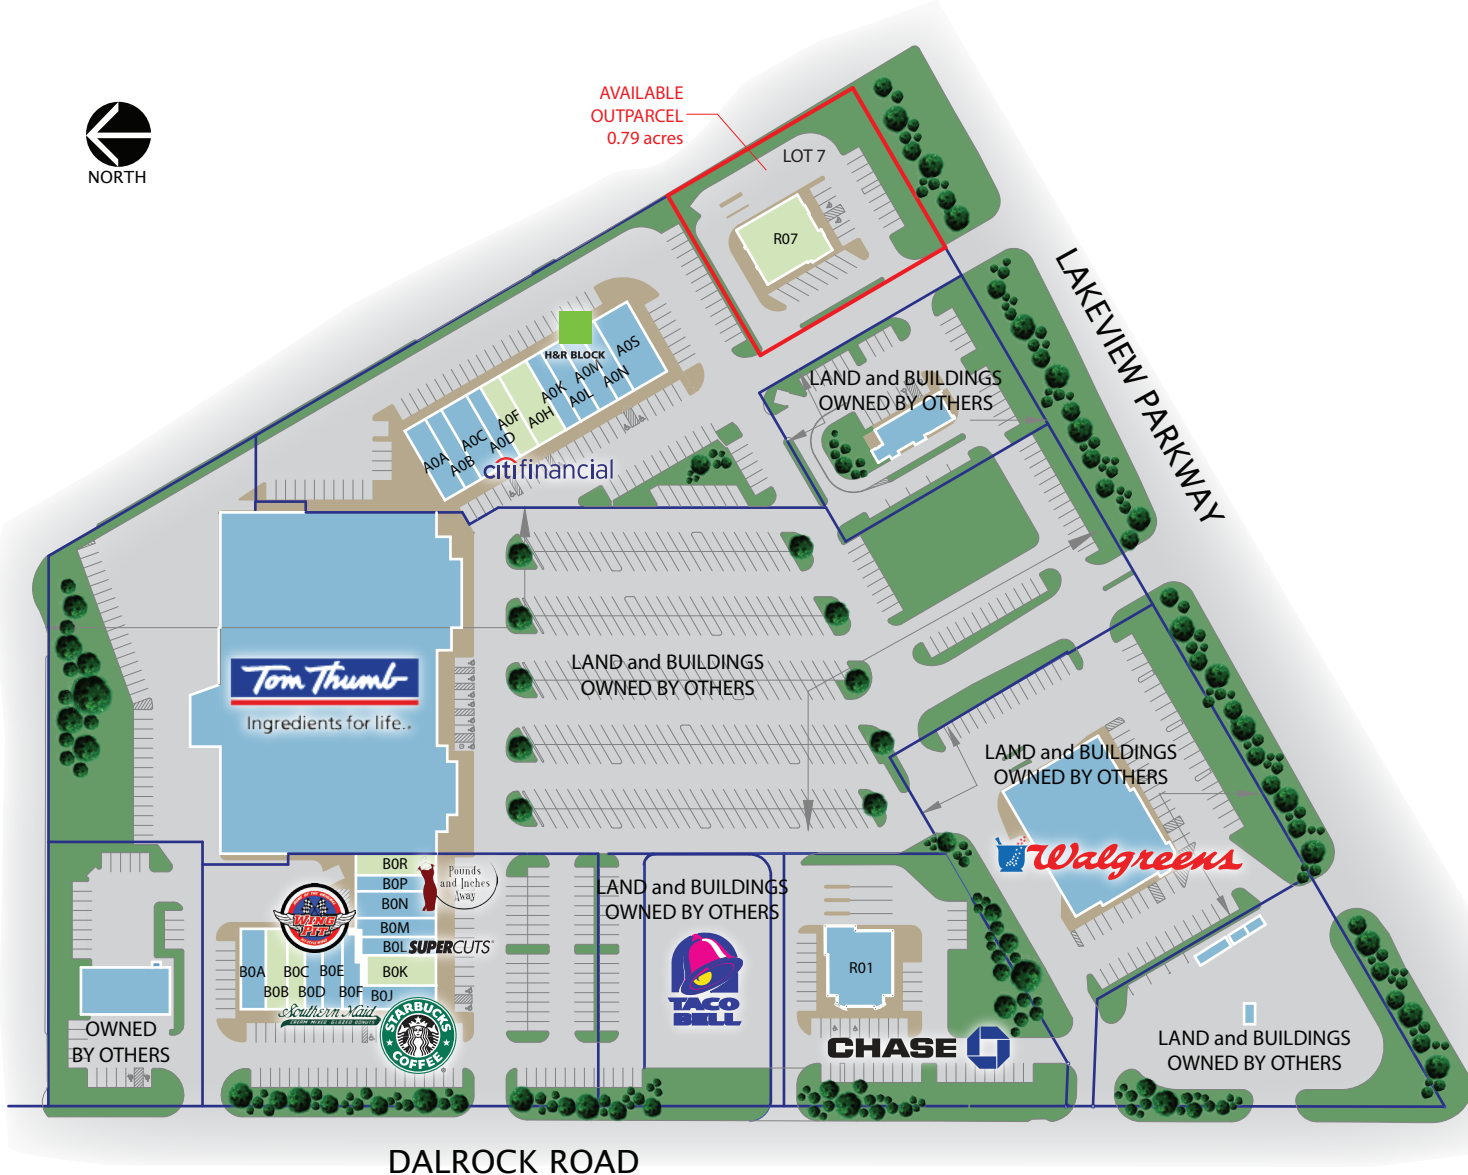 AVAILABLE
OUTPARCEL
0.79 acres
NORTH
LOT 7
R07
LAKEVIEW PARKWAY
H&R BLOCK
A0A
A0B
A0C
A0D
A0F
A0H
A0K
A0L
A0M
A0N
A0S
citifinancial
LAND and BUILDINGS
OWNED BY OTHERS
Tom Thumb
Ingredients for life..
LAND and BUILDINGS
OWNED BY OTHERS
LAND and BUILDINGS
OWNED BY OTHERS
Walgreens
B0R
B0P
B0N
B0M
B0L
B0K
B0J
Pounds
and Inches
Away
WING
PIT
SUPERCUTS
B0A
B0B
B0C
B0D
B0E
B0F
Southern Maid
CREAM MIXED GLAZED DONUTS
STARBUCKS
COFFEE
LAND and BUILDINGS
OWNED BY OTHERS
TACO
BELL
R01
CHASE
OWNED
BY OTHERS
LAND and BUILDINGS
OWNED BY OTHERS
DALROCK ROAD